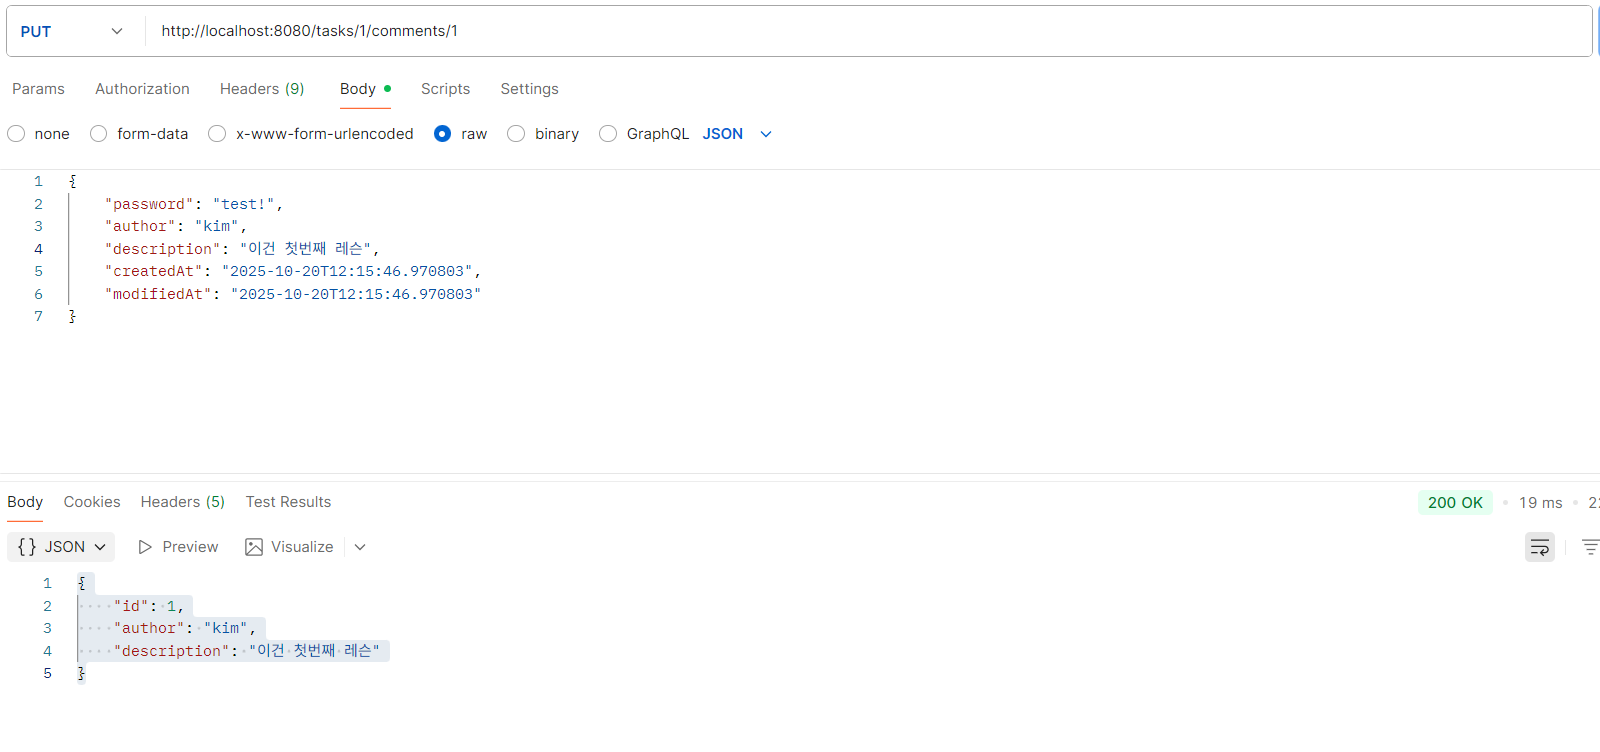 PUT http://localhost:8080/tasks/1/comments/1
Params Authorization Headers (9) Body Scripts Settings
none form-data x-www-form-urlencoded raw binary GraphQL JSON
1 {
2 "password": "test!",
3 "author": "kim",
4 "description": "이건 첫번째 레슨",
5 "createdAt": "2025-10-20T12:15:46.970803",
6 "modifiedAt": "2025-10-20T12:15:46.970803"
7 }
Body Cookies Headers (5) Test Results 200 OK • 19 ms •
{} JSON Preview Visualize
1 {
2 "id": 1,
3 "author": "kim",
4 "description": "이건 첫번째 레슨"
5 }